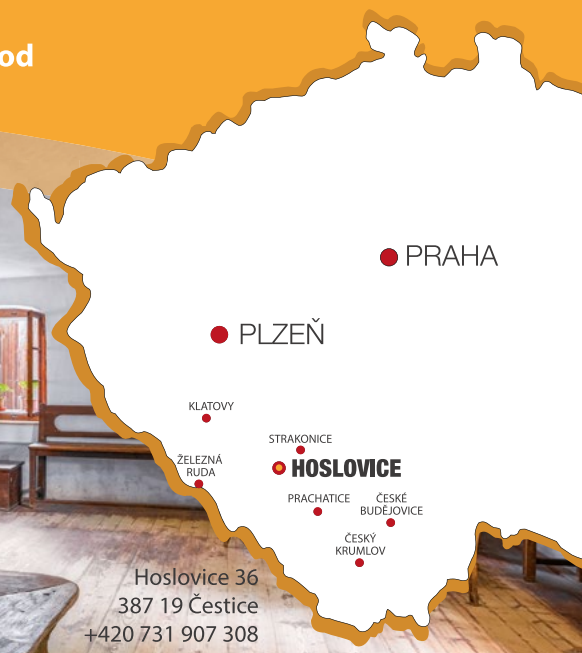 od
PRAHA
PLZEŇ
KLATOVY
STRAKONICE
ŽELEZNÁ
RUDA
HOSLOVICE
PRACHATICE
ČESKÉ
BUDĚJOVICE
ČESKÝ
KRUMLOV
Hoslovice 36
387 19 Čestice
+420 731 907 308